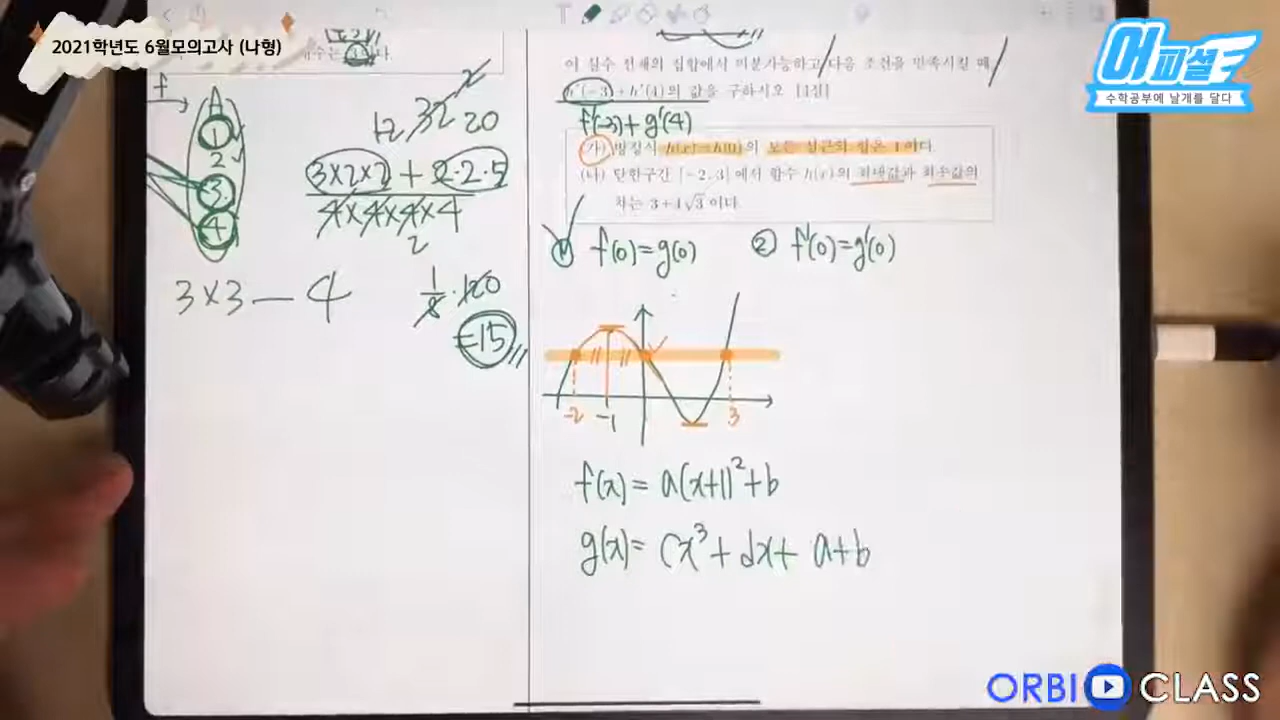 2021학년도 6월모의고사 (나형)
어피셜
수학공부에 날개를 달다
f
A
1
2
3
4
12 32 20 2
3×2×2 + 2·2·5
4×4×4×4
2
3×3 - 4
1/8 · 120
=15
이 실수 전체의 집합에서 미분가능하고 다음 조건을 만족시킬 때,
h'(-3)+h'(4)의 값을 구하시오. [4점]
f'(-3)+g'(4)
(가) 방정식 h(x)=h(0)의 모든 실근의 합은 1이다.
(나) 닫힌구간 [-2, 3]에서 함수 h(x)의 최댓값과 최솟값의
차는 3+4√3 이다.
① f(0)=g(0) ② f'(0)=g'(0)
-2 -1 3
f(x)= a(x+1)²+b
g(x)= cx³+dx+ a+b
ORBI CLASS